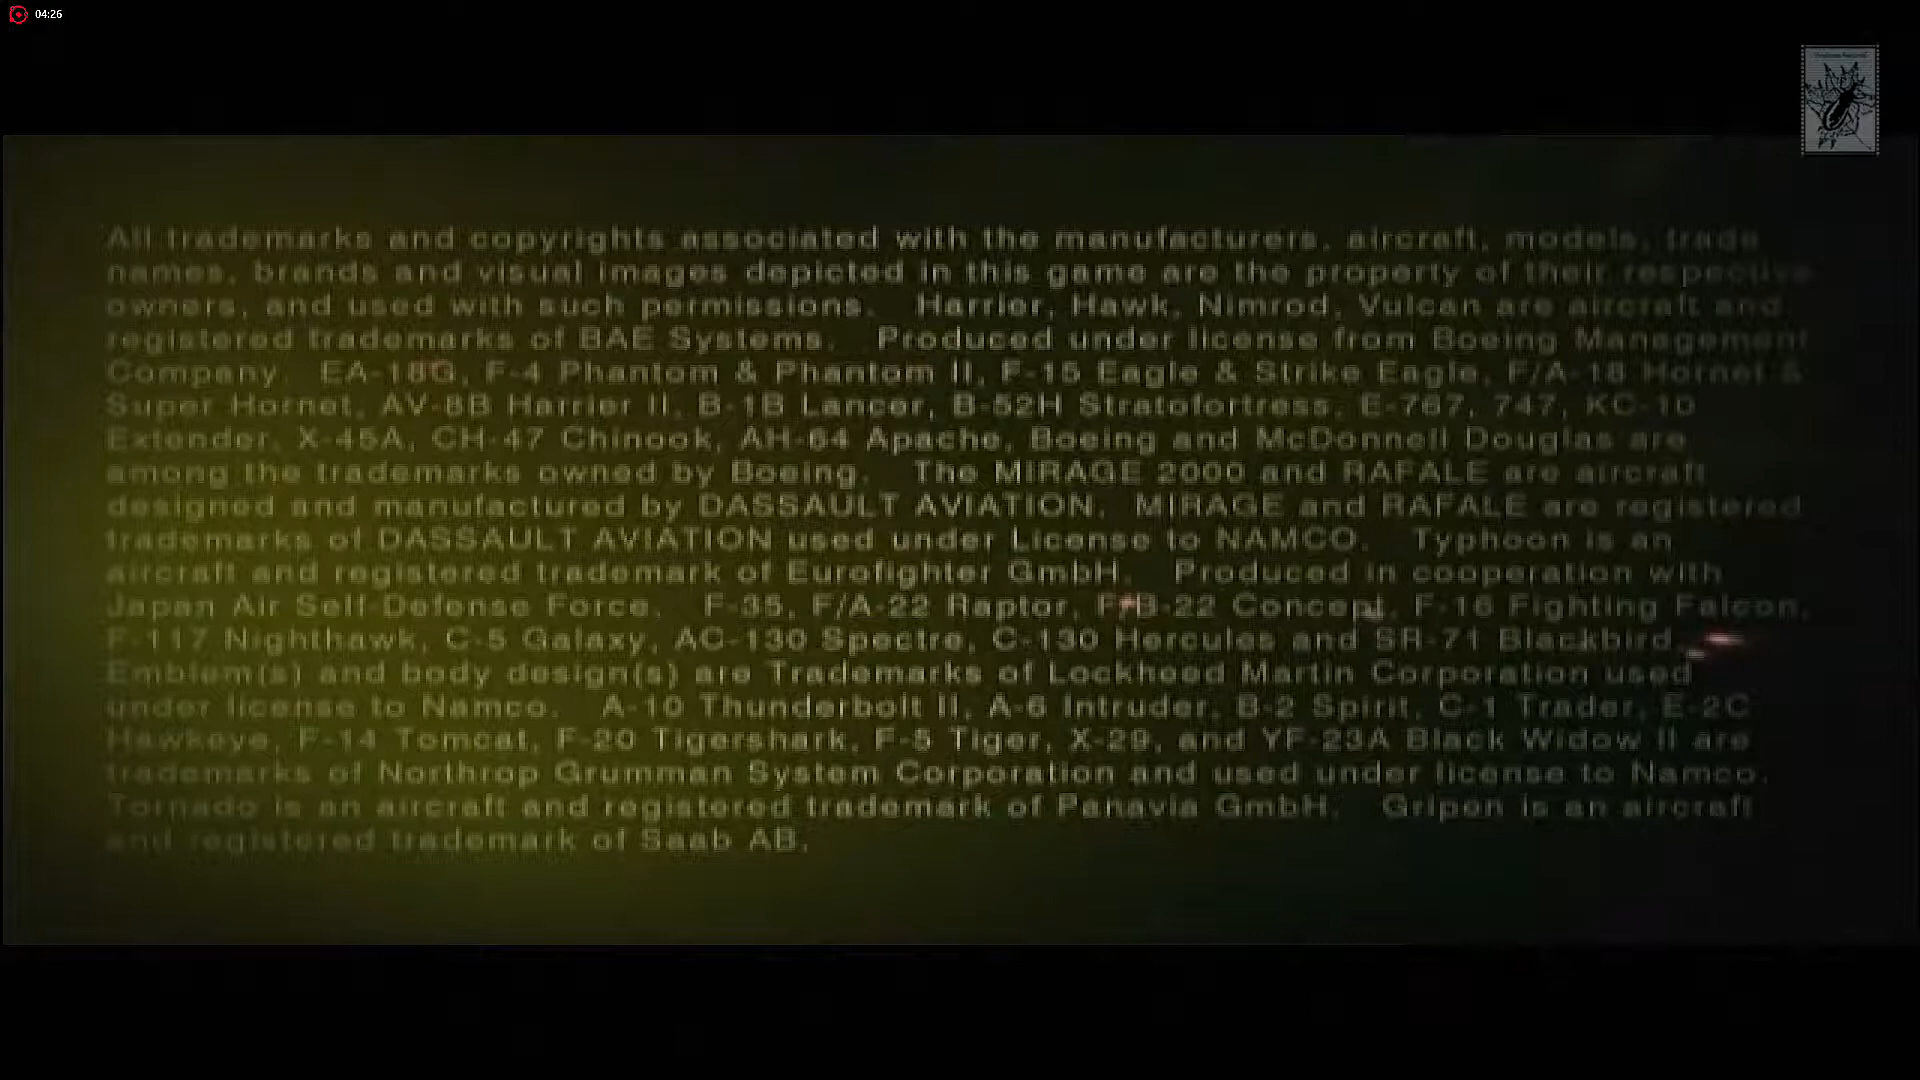 04:26
All trademarks and copyrights associated with the manufacturers, aircraft, models, trade
names, brands and visual images depicted in this game are the property of their respective
owners, and used with such permissions. Harrier, Hawk, Nimrod, Vulcan are aircraft and
registered trademarks of BAE Systems. Produced under license from Boeing Management
Company. EA-18G, F-4 Phantom & Phantom II, F-15 Eagle & Strike Eagle, F/A-18 Hornet &
Super Hornet, AV-8B Harrier II, B-1B Lancer, B-52H Stratofortress, E-767, 747, KC-10
Extender, X-45A, CH-47 Chinook, AH-64 Apache, Boeing and McDonnell Douglas are
among the trademarks owned by Boeing. The MIRAGE 2000 and RAFALE are aircraft
designed and manufactured by DASSAULT AVIATION. MIRAGE and RAFALE are registered
trademarks of DASSAULT AVIATION used under License to NAMCO. Typhoon is an
aircraft and registered trademark of Eurofighter GmbH. Produced in cooperation with
Japan Air Self-Defense Force. F-35, F/A-22 Raptor, FB-22 Concept, F-16 Fighting Falcon,
F-117 Nighthawk, C-5 Galaxy, AC-130 Spectre, C-130 Hercules and SR-71 Blackbird,
Emblem(s) and body design(s) are Trademarks of Lockheed Martin Corporation used
under license to Namco. A-10 Thunderbolt II, A-6 Intruder, B-2 Spirit, C-1 Trader, E-2C
Hawkeye, F-14 Tomcat, F-20 Tigershark, F-5 Tiger, X-29, and YF-23A Black Widow II are
trademarks of Northrop Grumman System Corporation and used under license to Namco.
Tornado is an aircraft and registered trademark of Panavia GmbH. Gripen is an aircraft
and registered trademark of Saab AB.